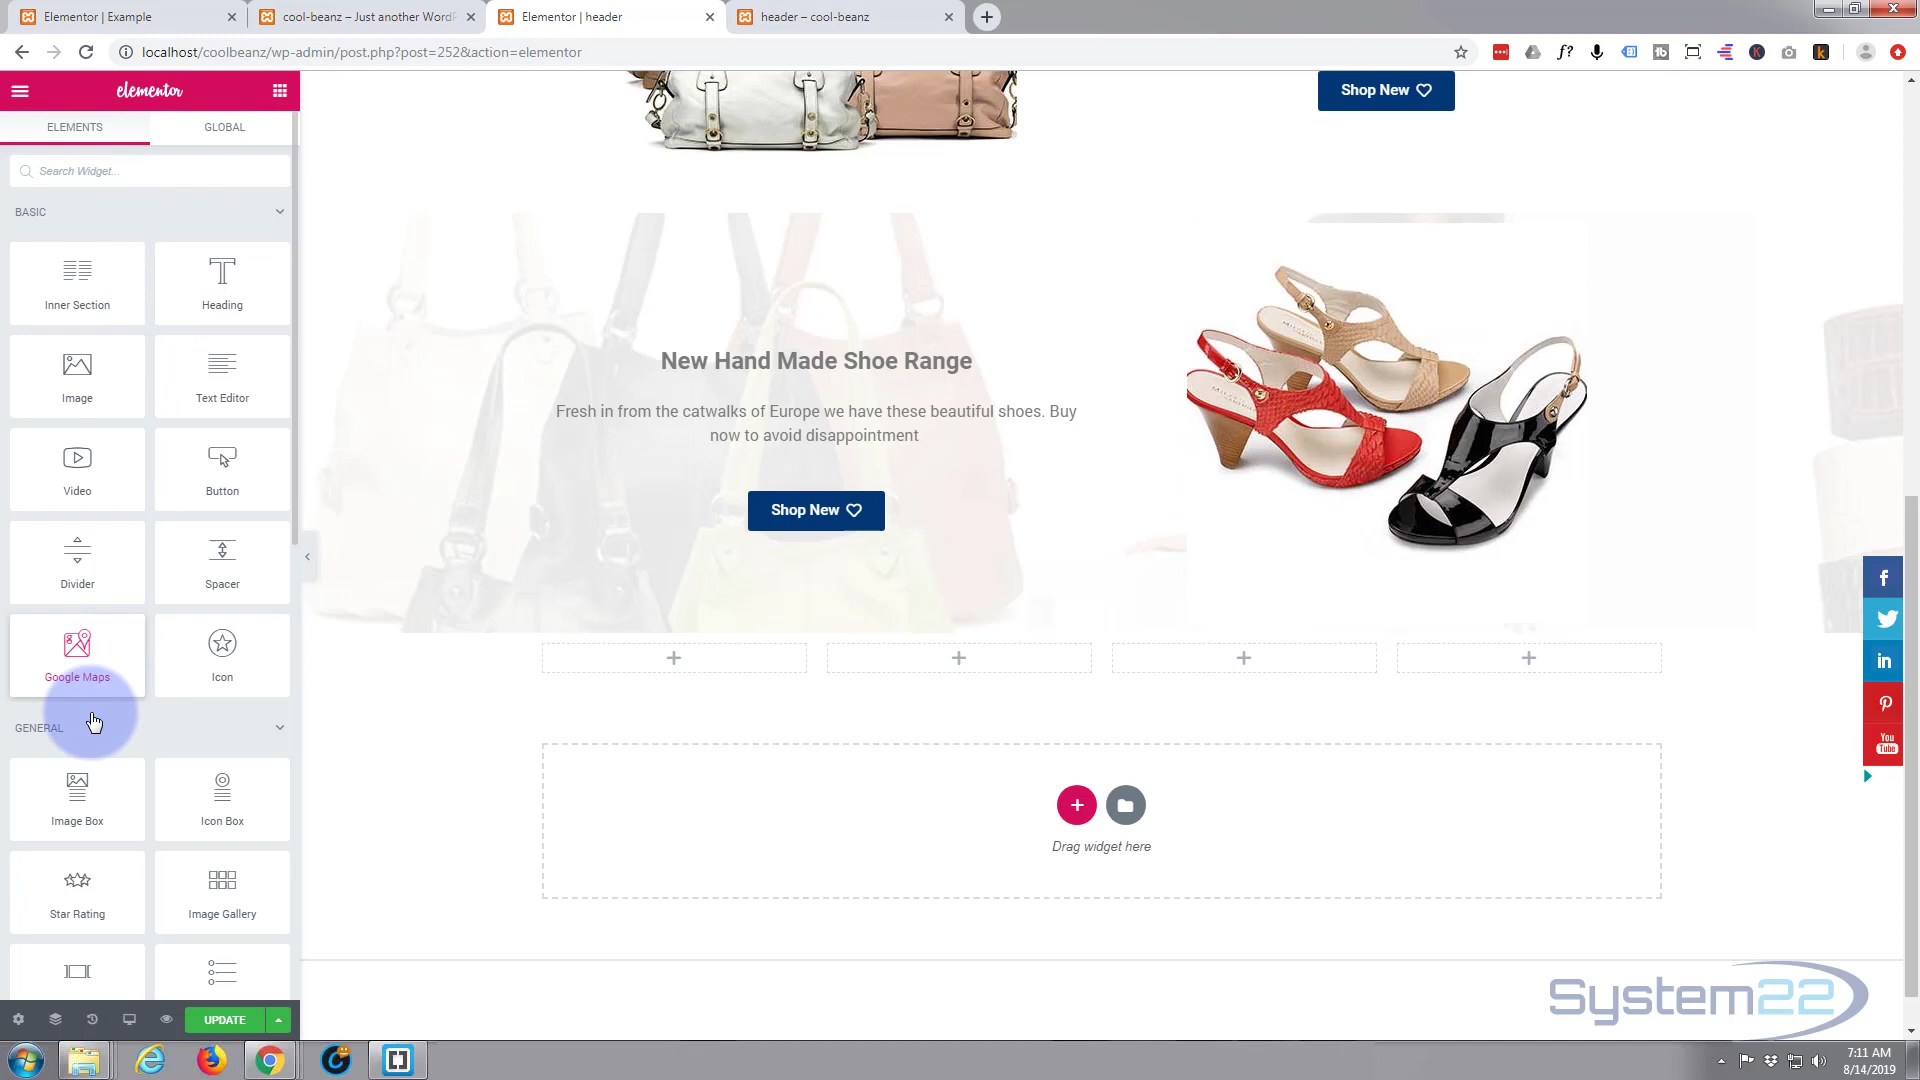 Elementor | Example
cool-beanz – Just another WordP
Elementor | header
header – cool-beanz
localhost/coolbeanz/wp-admin/post.php?post=252&action=elementor
elementor
ELEMENTS
GLOBAL
Search Widget...
BASIC
Inner Section
Heading
Image
Text Editor
Video
Button
Divider
Spacer
Google Maps
Icon
GENERAL
Image Box
Icon Box
Star Rating
Image Gallery
UPDATE
Shop New
New Hand Made Shoe Range
Fresh in from the catwalks of Europe we have these beautiful shoes. Buy
now to avoid disappointment
Shop New
Drag widget here
You
Tube
System22
7:11 AM
8/14/2019